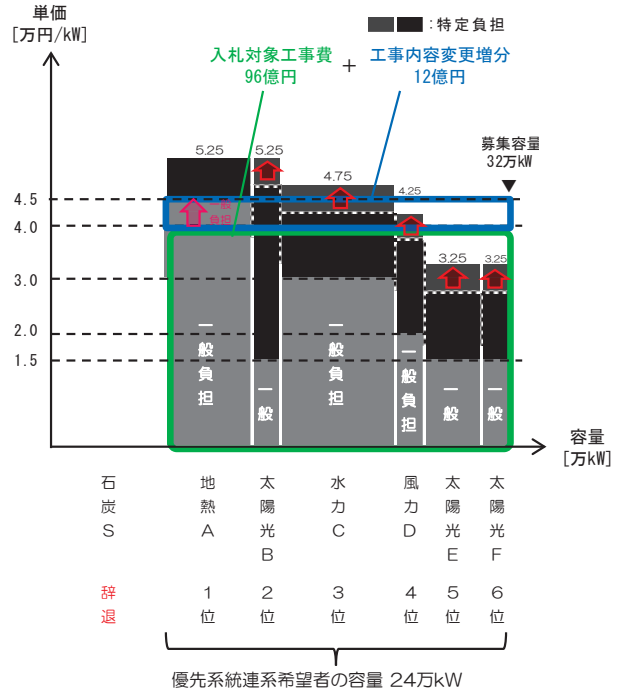 単価
[万円/kW]
：特定負担
入札対象工事費
96億円
+
工事内容変更増分
12億円
募集容量
32万kW
5.25
5.25
4.75
4.25
3.25
3.25
4.5
4.0
3.0
2.0
1.5
一般
負担
一般負担
一般
一般負担
一般負担
一般
一般
容量
[万kW]
石炭S
地熱A
太陽光B
水力C
風力D
太陽光E
太陽光F
辞退
1位
2位
3位
4位
5位
6位
優先系統連系希望者の容量 24万kW